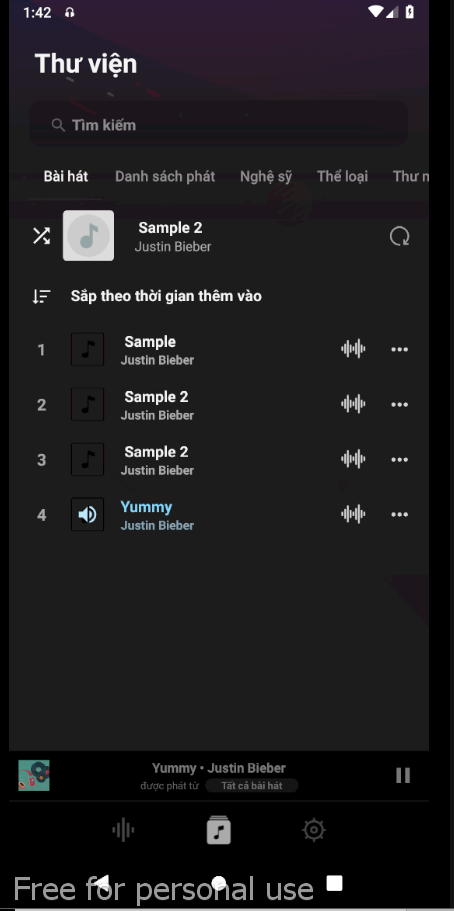 1:42
Thư viện
Tìm kiếm
Bài hát Danh sách phát Nghệ sỹ Thể loại Thư
Sample 2
Justin Bieber
Sắp theo thời gian thêm vào
1 Sample
Justin Bieber
2 Sample 2
Justin Bieber
3 Sample 2
Justin Bieber
4 Yummy
Justin Bieber
Yummy • Justin Bieber
được phát từ Tất cả bài hát
Free for personal use